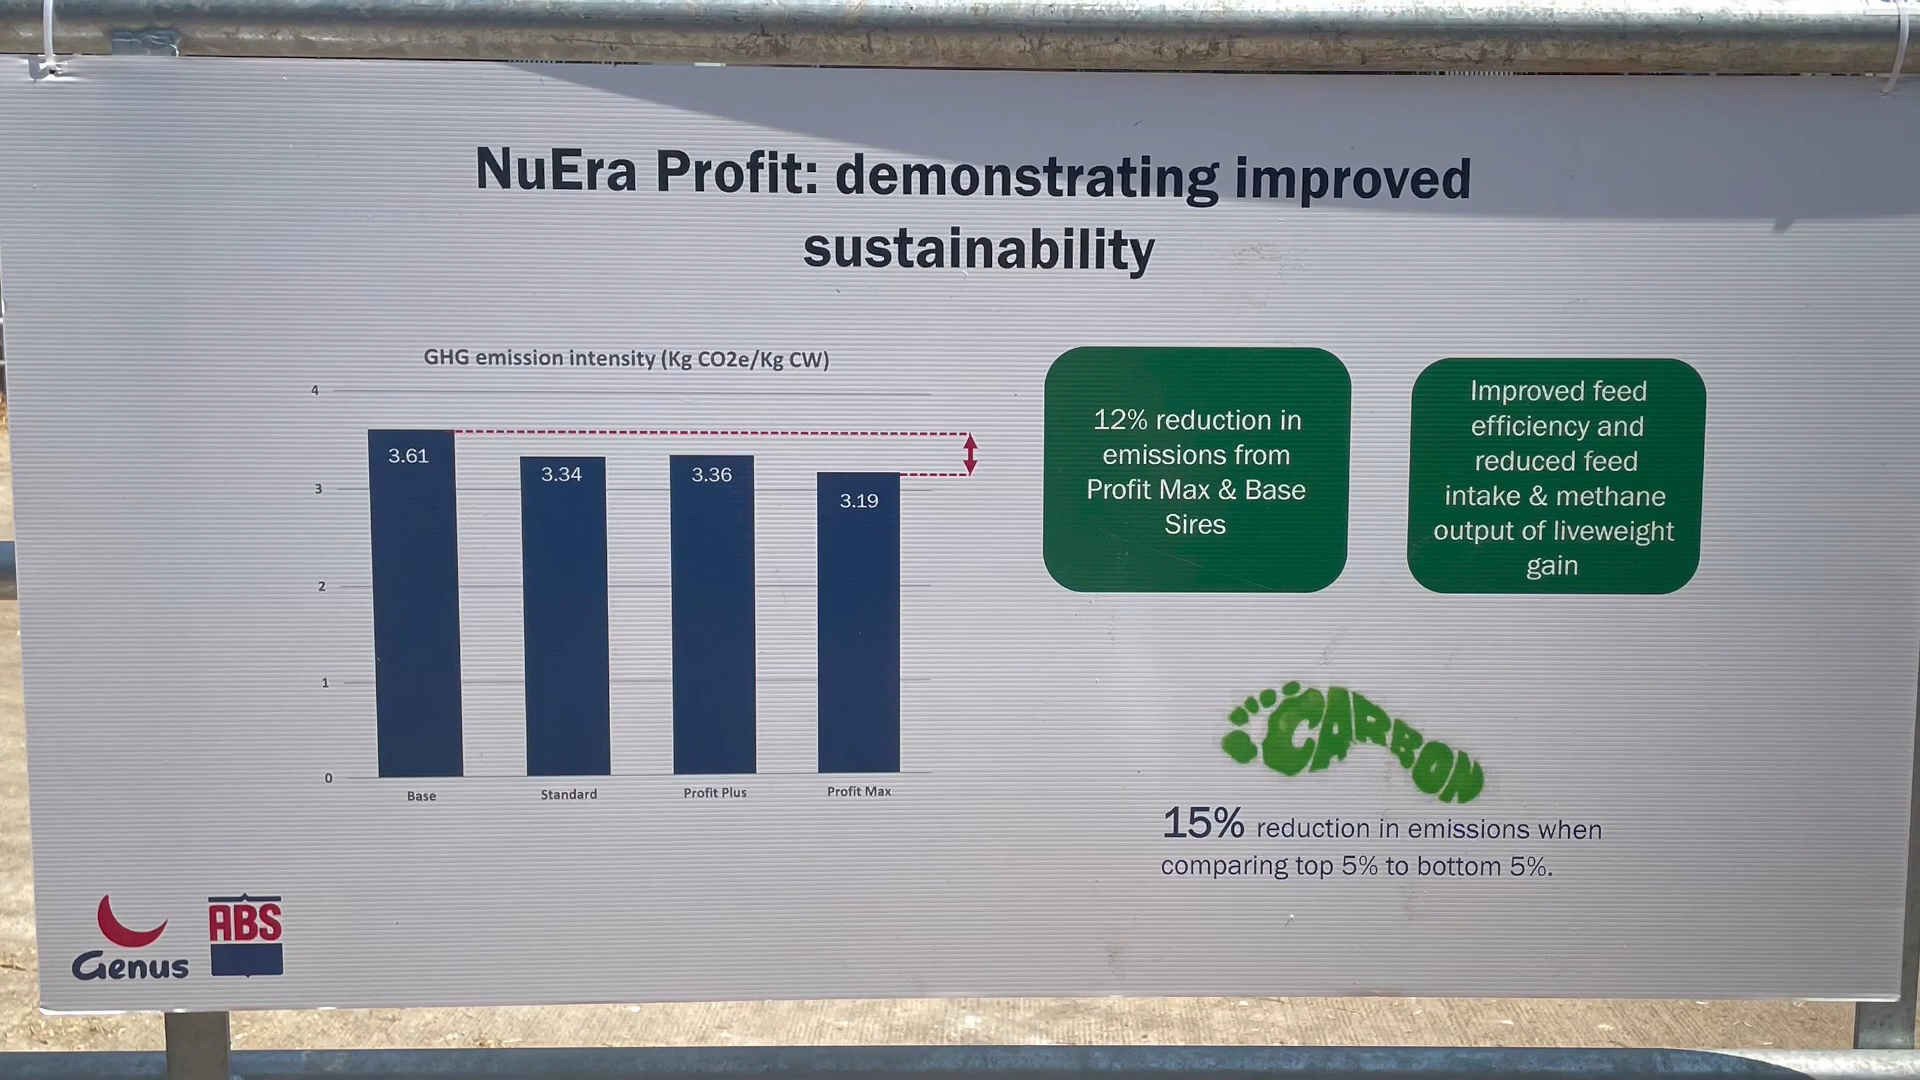 NuEra Profit: demonstrating improved
sustainability
GHG emission intensity (Kg CO2e/Kg CW)
4
3
2
1
0
3.61
3.34
3.36
3.19
Base
Standard
Profit Plus
Profit Max
12% reduction in
emissions from
Profit Max & Base
Sires
Improved feed
efficiency and
reduced feed
intake & methane
output of liveweight
gain
CARBON
15% reduction in emissions when
comparing top 5% to bottom 5%.
Genus
ABS